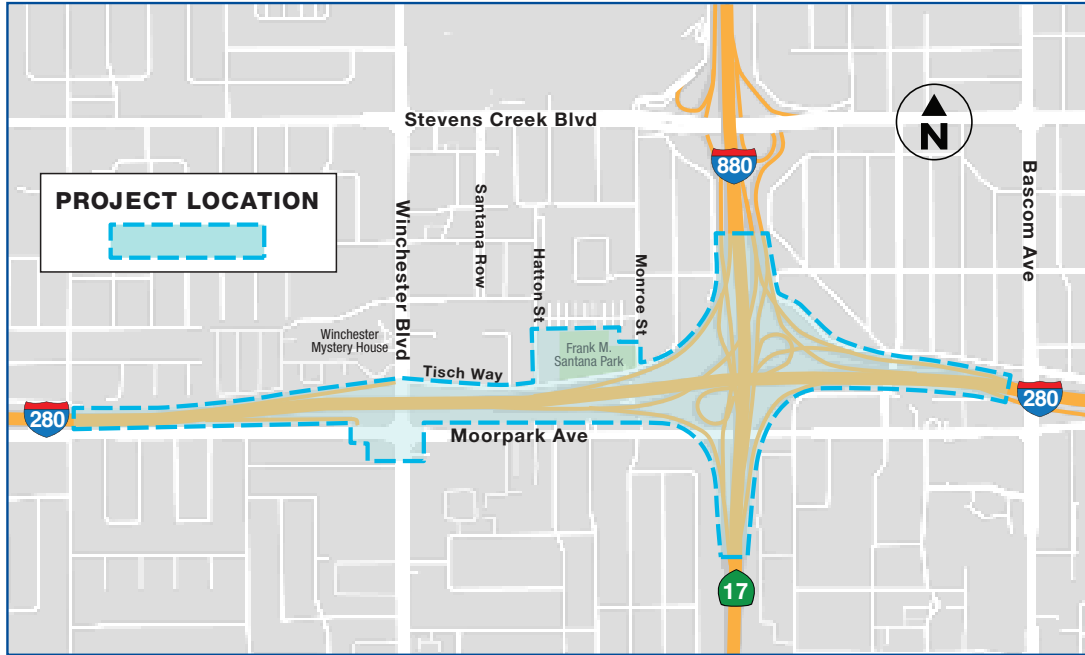 Stevens Creek Blvd
N
880
Bascom Ave
PROJECT LOCATION
Winchester Blvd
Santana Row
Hatton St
Monroe St
Winchester
Mystery House
Frank M.
Santana Park
Tisch Way
280
280
Moorpark Ave
17